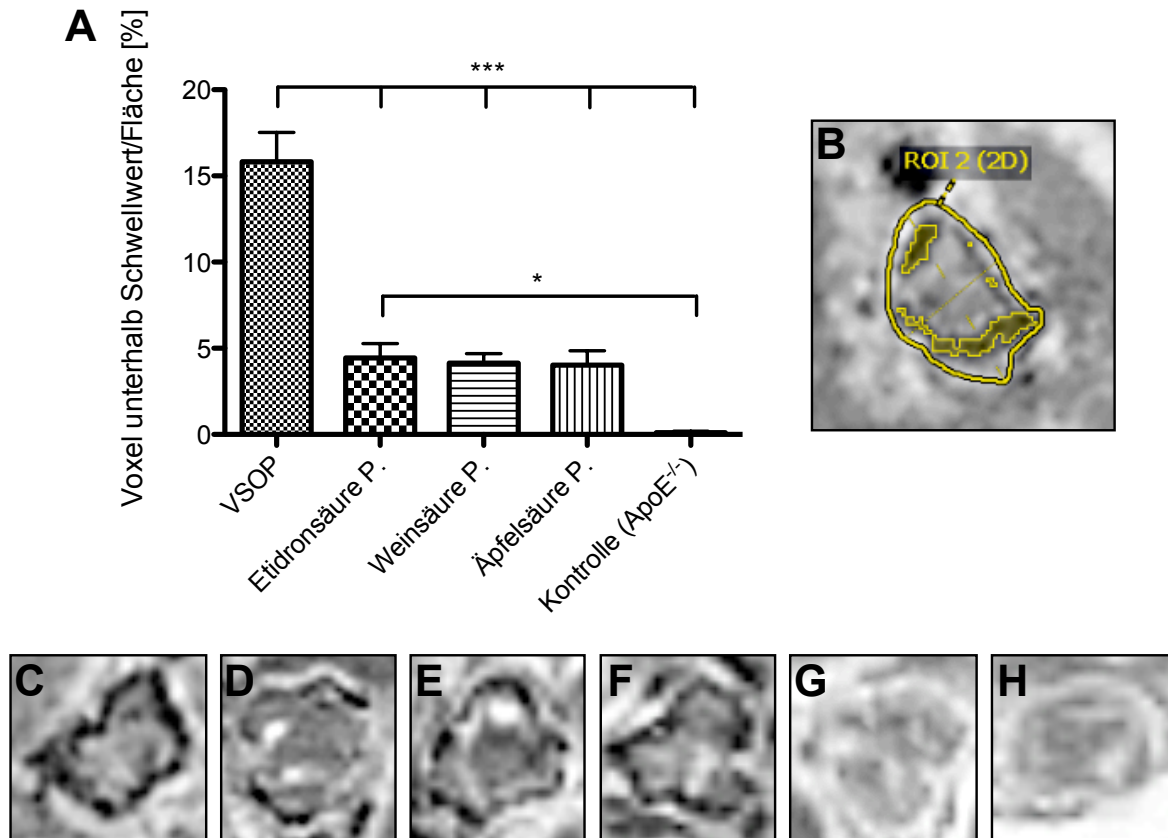 A
Voxel unterhalb Schwellwert/Fläche [%]
20
15
10
5
0
***
*
VSOP
Etidronsäure P.
Weinsäure P.
Äpfelsäure P.
Kontrolle (ApoE-/-)
B
ROI 2 (2D)
C
D
E
F
G
H